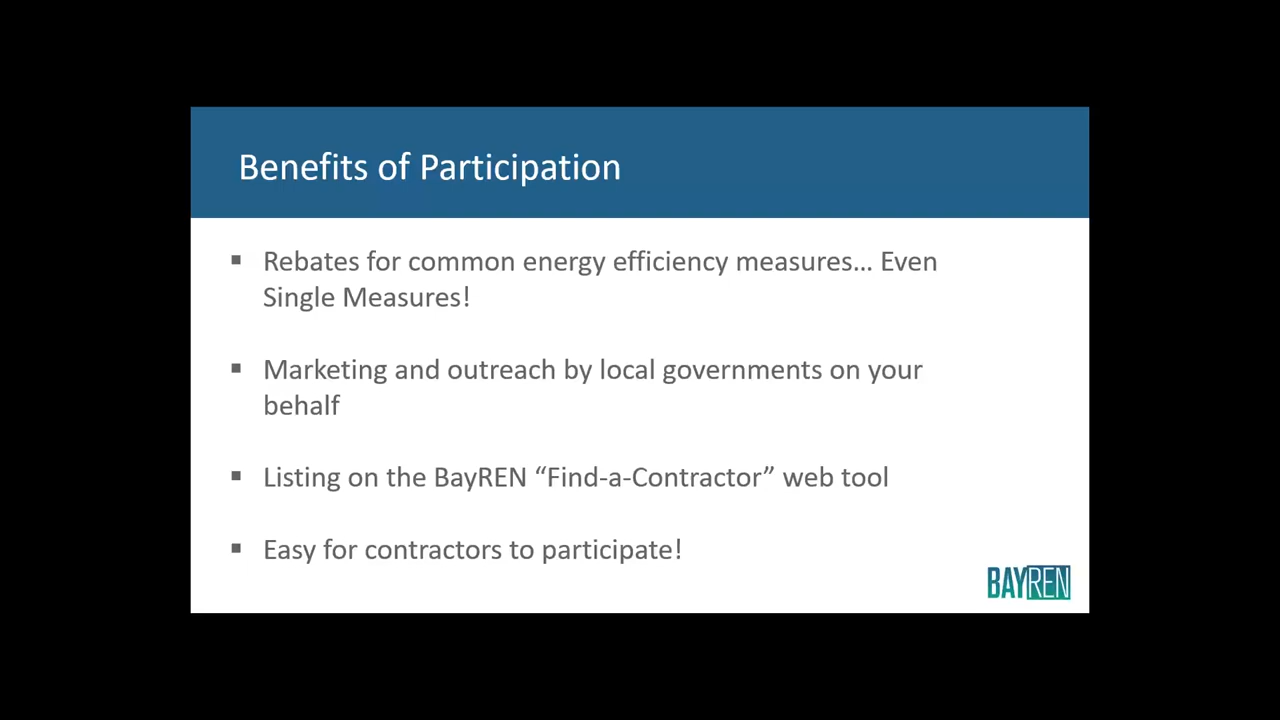 Benefits of Participation
▪ Rebates for common energy efficiency measures… Even
Single Measures!
▪ Marketing and outreach by local governments on your
behalf
▪ Listing on the BayREN “Find-a-Contractor” web tool
▪ Easy for contractors to participate!
BAYREN